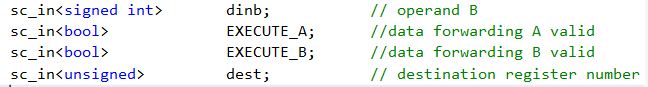 sc_in<signed int> dinb; // operand B
sc_in<bool> EXECUTE_A; //data forwarding A valid
sc_in<bool> EXECUTE_B; //data forwarding B valid
sc_in<unsigned> dest; // destination register number